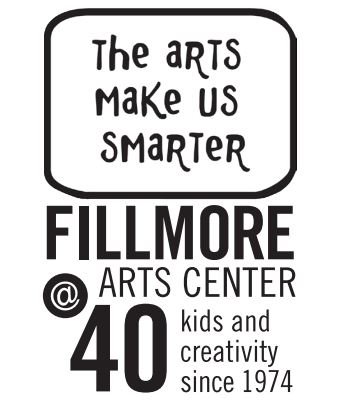 The ARTS
Make US
SMARTER
FILLMORE
@ ARTS CENTER
40 kids and
creativity
since 1974